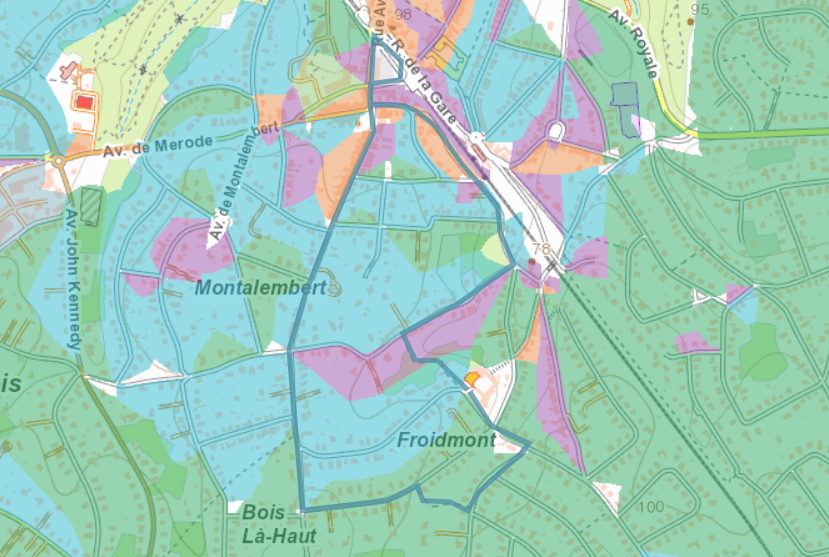 98
95
Av. Royale
R. de la Gare
Av. de Merode
Av. de Montalembert
Av. John Kennedy
78
Montalembert
Froidmont
100
Bois
Là-Haut